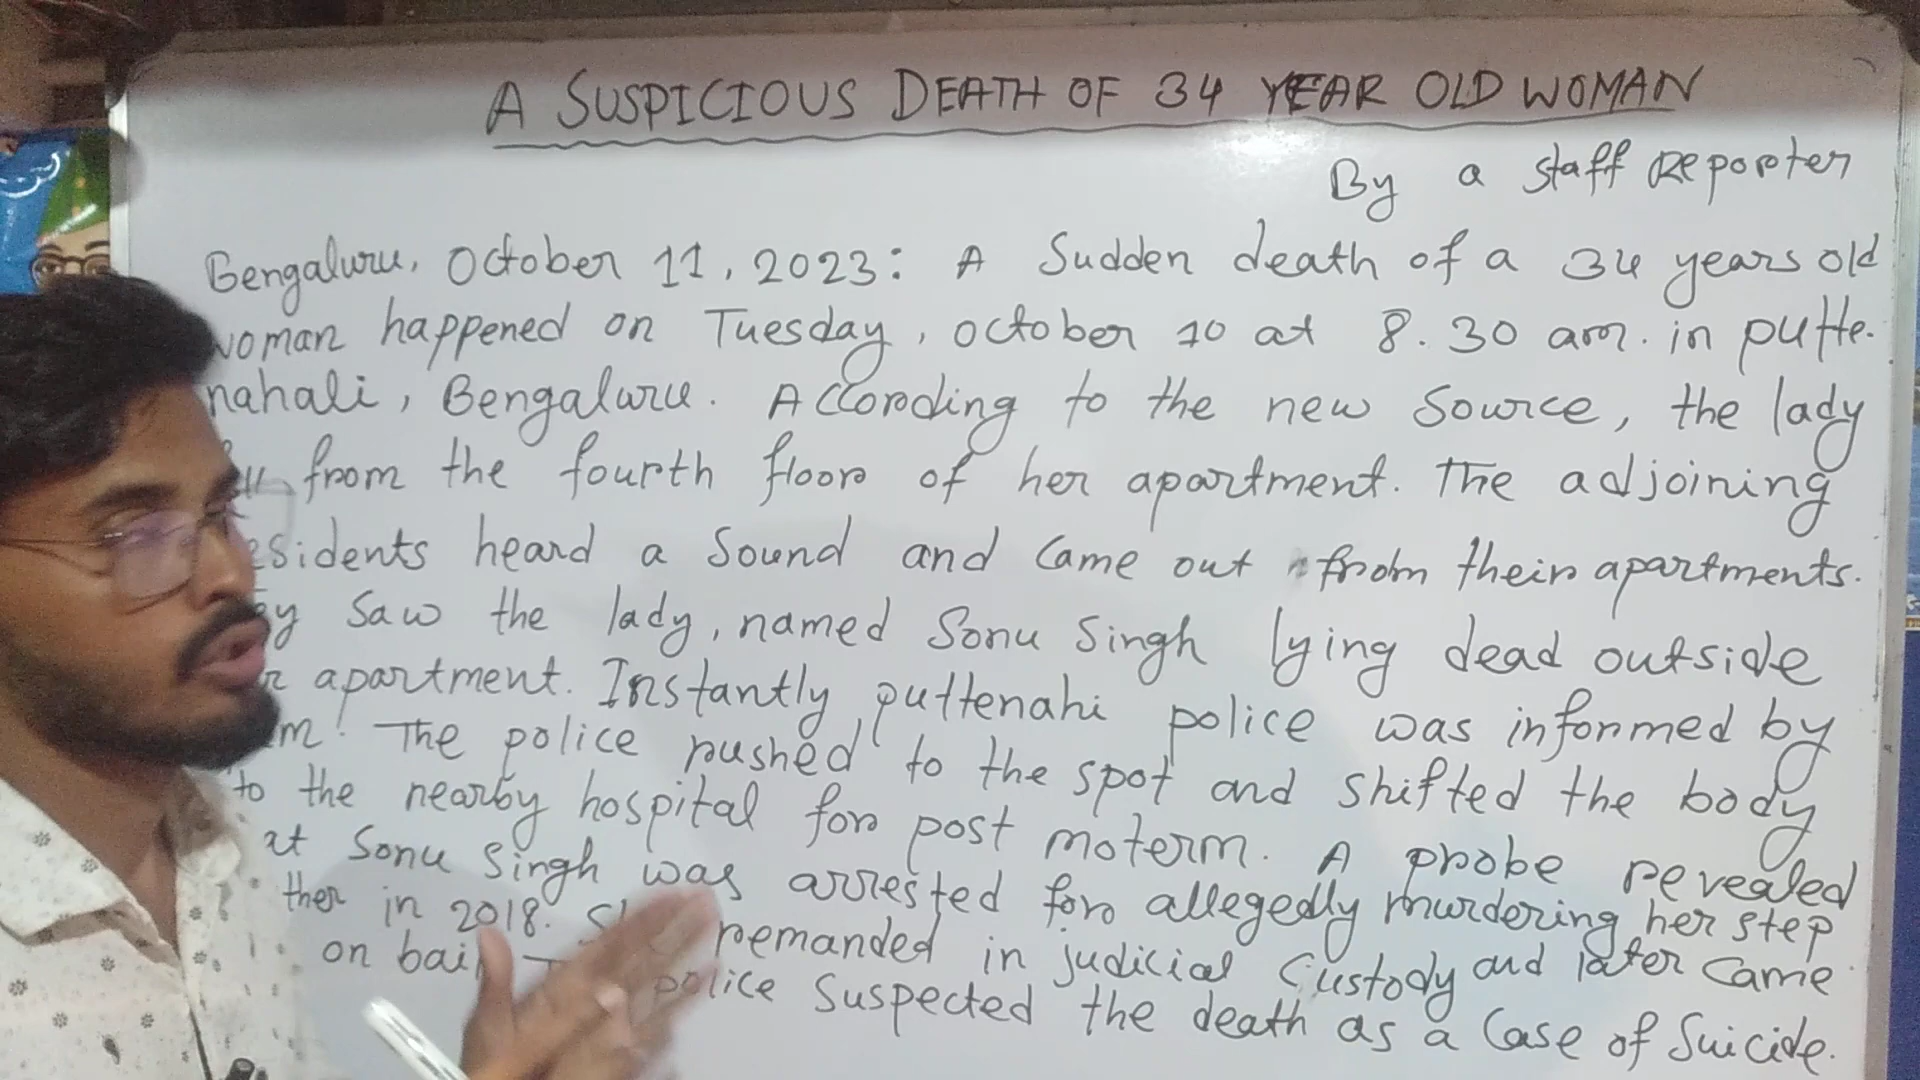 A SUSPICIOUS DEATH OF 34 YEAR OLD WOMAN
By a staff Reporter
Bengaluru, October 11, 2023: A Sudden death of a 34 years old
woman happened on Tuesday, october 10 at 8.30 am. in putte-
nahali, Bengaluru. According to the new source, the lady
from the fourth floor of her apartment. The adjoining
esidents heard a sound and came out from their apartments.
ey saw the lady, named Sonu Singh lying dead outside
r apartment. Instantly, puttenahi police was informed by
m. The police rushed to the spot and shifted the body
to the nearby hospital for post moterm. A probe revealed
at Sonu Singh was arrested for allegedly murdering her step
ther in 2018. remanded in judicial custody and later came
on bail police suspected the death as a case of suicide.